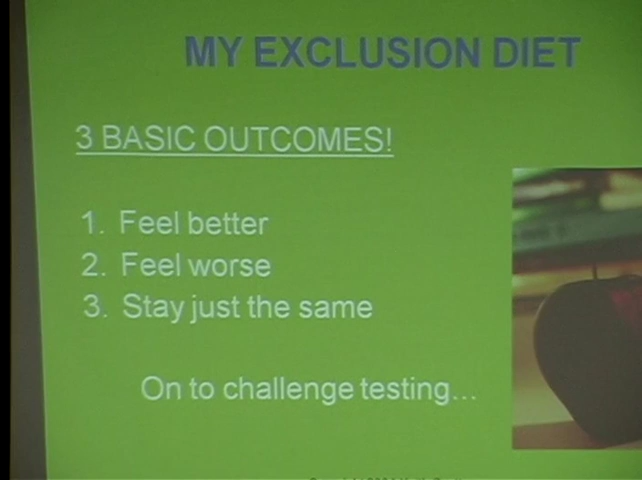 MY EXCLUSION DIET
3 BASIC OUTCOMES!
1. Feel better
2. Feel worse
3. Stay just the same
On to challenge testing...